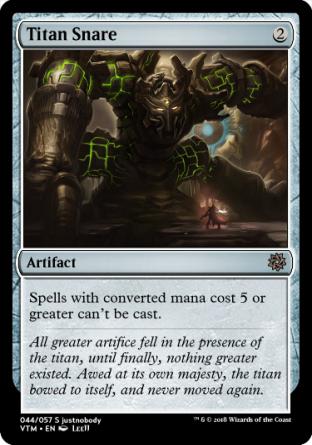 Titan Snare 2
Artifact
Spells with converted mana cost 5 or
greater can't be cast.
All greater artifice fell in the presence of
the titan, until finally, nothing greater
existed. Awed at its own majesty, the titan
bowed to itself, and never moved again.
044/057 S justnobody
VTM • EN L££ll ™ & © 2018 Wizards of the Coast